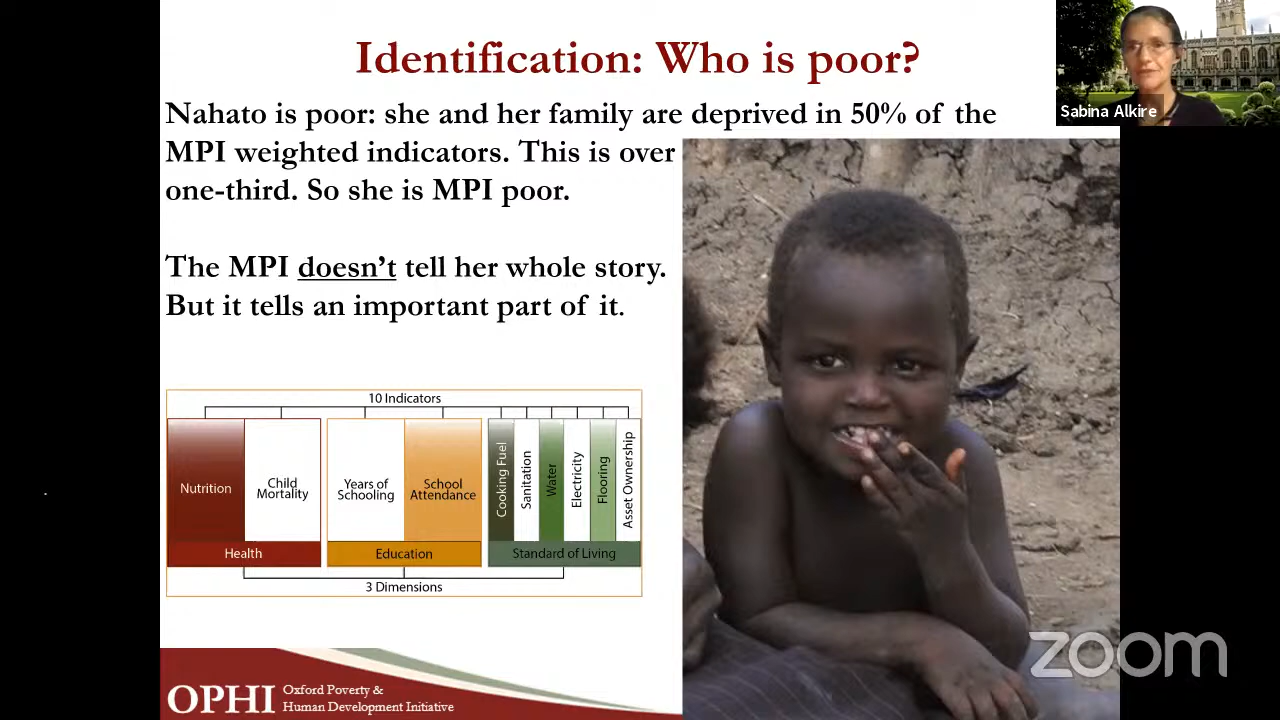 Identification: Who is poor?
Sabina Alkire
Nahato is poor: she and her family are deprived in 50% of the
MPI weighted indicators. This is over
one-third. So she is MPI poor.
The MPI doesn't tell her whole story.
But it tells an important part of it.
10 Indicators
Nutrition
Child
Mortality
Years of
Schooling
School
Attendance
Cooking Fuel
Sanitation
Water
Electricity
Flooring
Asset Ownership
Health
Education
Standard of Living
3 Dimensions
OPHI
Oxford Poverty &
Human Development Initiative
zoom